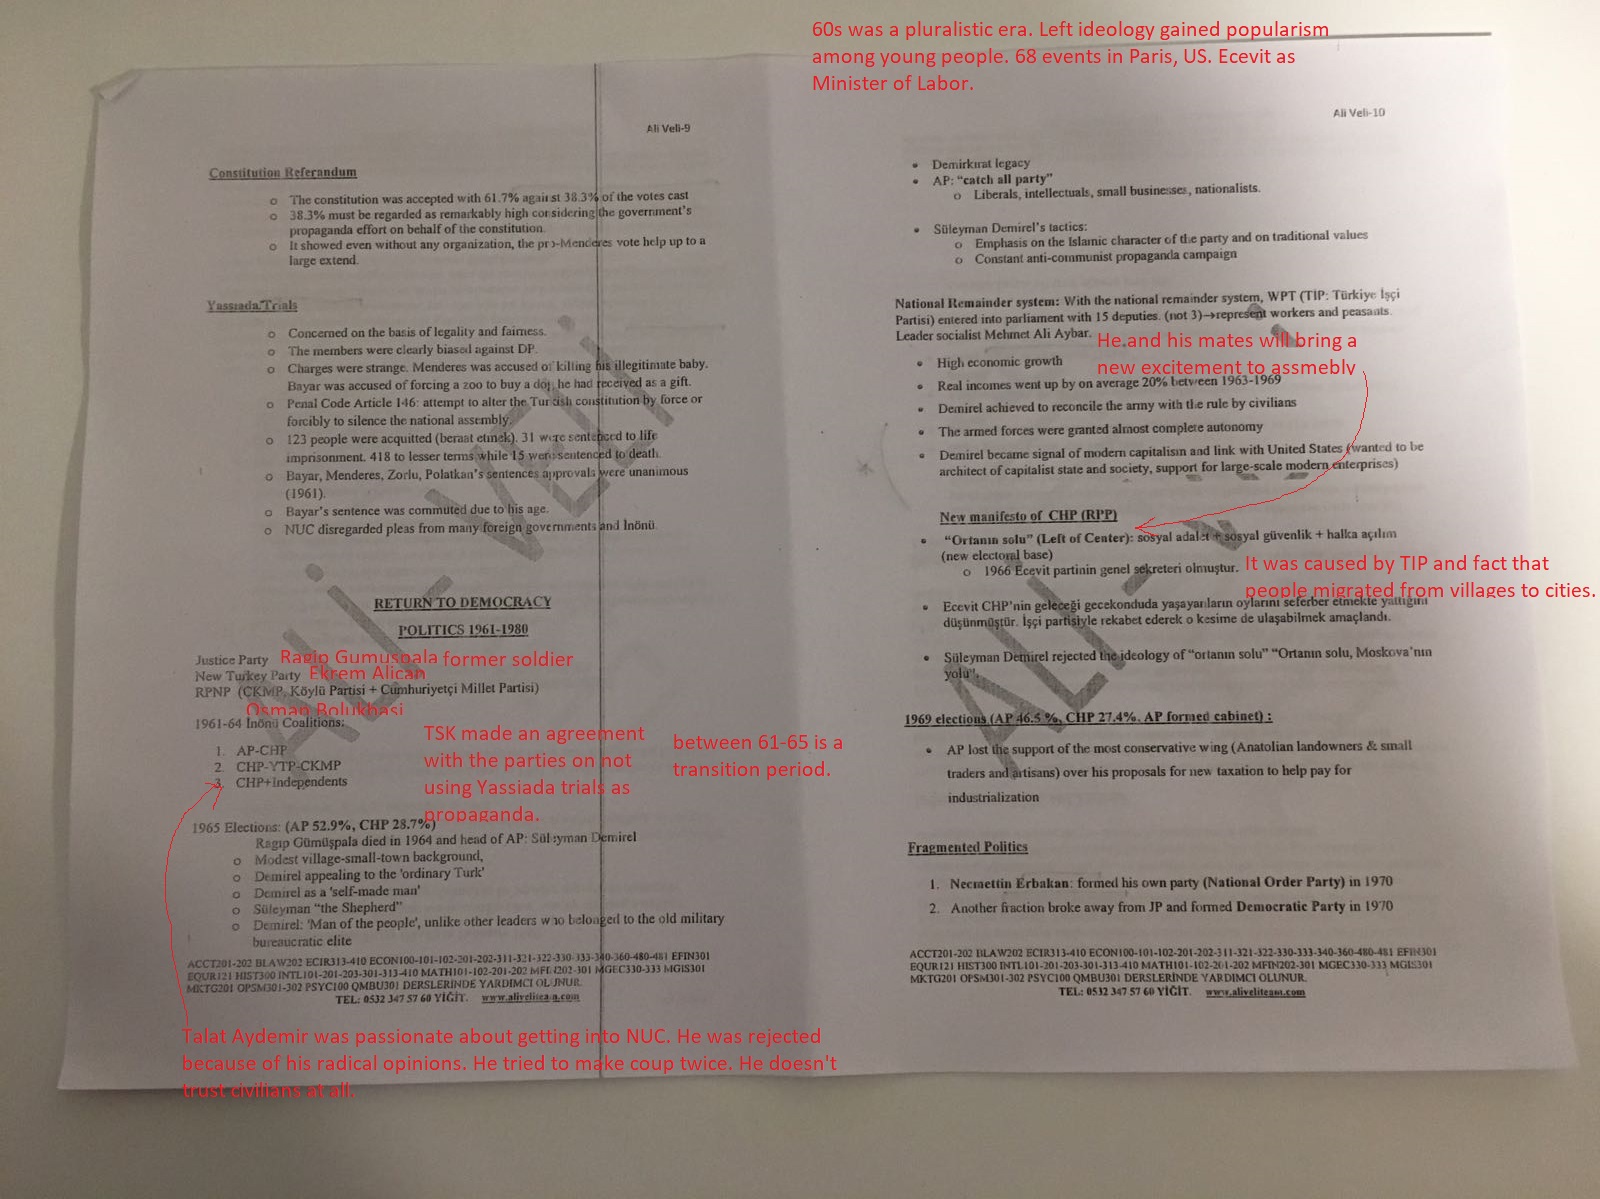 60s was a pluralistic era. Left ideology gained popularism
among young people. 68 events in Paris, US. Ecevit as
Minister of Labor.
Ali Veli-9
Constitution Referandum
o The constitution was accepted with 61.7% against 38.3% of the votes cast
o 38.3% must be regarded as remarkably high considering the government's
propaganda effort on behalf of the constitution.
o It showed even without any organization, the pro-Menderes vote help up to a
large extend.
Yassıada Trials
o Concerned on the basis of legality and fairness.
o The members were clearly biased against DP.
o Charges were strange. Menderes was accused of killing his illegitimate baby.
Bayar was accused of forcing a zoo to buy a dog he had received as a gift.
o Penal Code Article 146: attempt to alter the Turkish constitution by force or
forcibly to silence the national assembly.
o 123 people were acquitted (beraat etmek). 31 were sentenced to life
imprisonment. 418 to lesser terms while 15 were sentenced to death.
o Bayar, Menderes, Zorlu, Polatkan's sentences approvals were unanimous
(1961).
o Bayar's sentence was commuted due to his age.
o NUC disregarded pleas from many foreign governments and İnönü.
RETURN TO DEMOCRACY
POLITICS 1961-1980
Justice Party Ragıp Gumuspala former soldier
New Turkey Party Ekrem Alican
RPNP (CKMP, Köylü Partisi + Cumhuriyetçi Millet Partisi)
Osman Bolukbasi
1961-64 İnönü Coalitions:
1. AP-CHP
2. CHP-YTP-CKMP
3. CHP+Independents
TSK made an agreement
with the parties on not
using Yassiada trials as
propaganda.
between 61-65 is a
transition period.
1965 Elections: (AP 52.9%, CHP 28.7%)
Ragıp Gümüşpala died in 1964 and head of AP: Süleyman Demirel
o Modest village-small-town background,
o Demirel appealing to the 'ordinary Turk'
o Demirel as a 'self-made man'
o Süleyman "the Shepherd"
o Demirel: 'Man of the people', unlike other leaders who belonged to the old military
bureaucratic elite
ACCT201-202 BLAW202 ECIR313-410 ECON100-101-102-201-202-311-321-322-330-333-340-360-480-481 EFIN301
EQUR121 HIST300 INTL101-201-203-301-313-410 MATH101-102-201-202 MFIN202-301 MGEC330-333 MGIS301
MKTG201 OPSM301-302 PSYC100 QMBU301 DERSLERİNDE YARDIMCI OLUNUR.
TEL: 0532 347 57 60 YİĞİT. www.aliveliteam.com
Talat Aydemir was passionate about getting into NUC. He was rejected
because of his radical opinions. He tried to make coup twice. He doesn't
trust civilians at all.
ALİ - VELİ
Ali Veli-10
• Demirkırat legacy
• AP: "catch all party"
o Liberals, intellectuals, small businesses, nationalists.
• Süleyman Demirel's tactics:
o Emphasis on the Islamic character of the party and on traditional values
o Constant anti-communist propaganda campaign
National Remainder system: With the national remainder system, WPT (TİP: Türkiye İşçi
Partisi) entered into parliament with 15 deputies. (not 3)→represent workers and peasants.
Leader socialist Mehmet Ali Aybar.
He and his mates will bring a
new excitement to assmebly
• High economic growth
• Real incomes went up by on average 20% between 1963-1969
• Demirel achieved to reconcile the army with the rule by civilians
• The armed forces were granted almost complete autonomy
• Demirel became signal of modern capitalism and link with United States (wanted to be
architect of capitalist state and society, support for large-scale modern enterprises)
New manifesto of CHP (RPP)
• "Ortanın solu" (Left of Center): sosyal adalet + sosyal güvenlik + halka açılım
(new electoral base)
o 1966 Ecevit partinin genel sekreteri olmuştur.
It was caused by TIP and fact that
people migrated from villages to cities.
• Ecevit CHP'nin geleceği gecekonduda yaşayanların oylarını seferber etmekte yattığını
düşünmüştür. İşçi partisiyle rekabet ederek o kesime de ulaşabilmek amaçlandı.
• Süleyman Demirel rejected the ideology of "ortanın solu" "Ortanın solu, Moskova'nın
yolu".
1969 elections (AP 46.5 %, CHP 27.4%. AP formed cabinet) :
• AP lost the support of the most conservative wing (Anatolian landowners & small
traders and artisans) over his proposals for new taxation to help pay for
industrialization
Fragmented Politics
1. Necmettin Erbakan: formed his own party (National Order Party) in 1970
2. Another fraction broke away from JP and formed Democratic Party in 1970
ACCT201-202 BLAW202 ECIR313-410 ECON100-101-102-201-202-311-321-322-330-333-340-360-480-481 EFIN301
EQUR121 HIST300 INTL101-201-203-301-313-410 MATH101-102-201-202 MFIN202-301 MGEC330-333 MGIS301
MKTG201 OPSM301-302 PSYC100 QMBU301 DERSLERİNDE YARDIMCI OLUNUR.
TEL: 0532 347 57 60 YİĞİT. www.aliveliteam.com